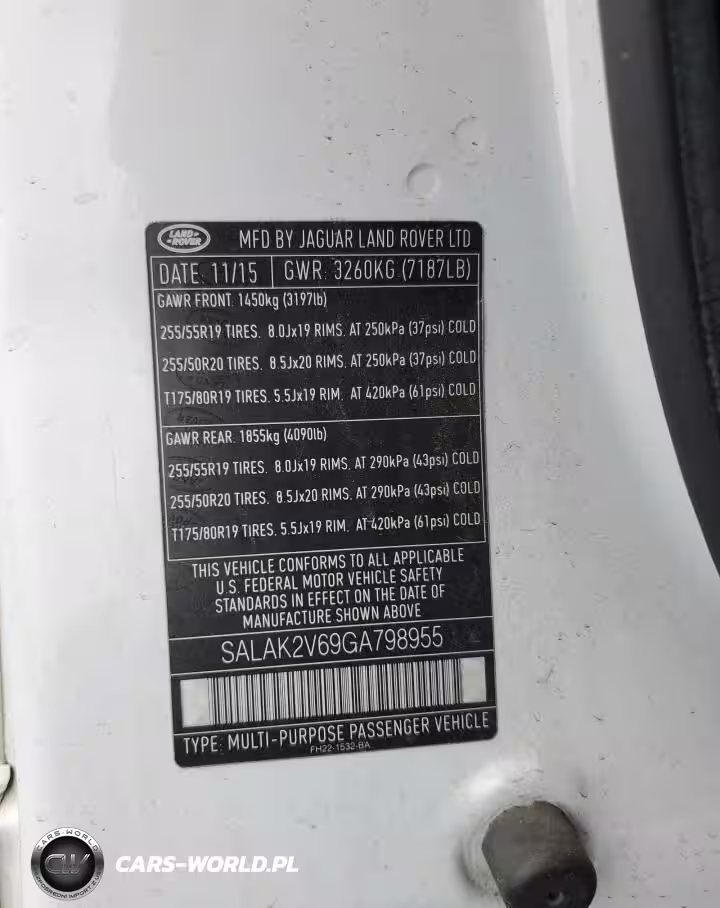 LAND-
-ROVER
MFD BY JAGUAR LAND ROVER LTD
DATE: 11/15 GWR: 3260KG (7187LB)
GAWR FRONT. 1450kg (3197lb)
255/55R19 TIRES. 8.0Jx19 RIMS. AT 250kPa (37psi) COLD
255/50R20 TIRES. 8.5Jx20 RIMS. AT 250kPa (37psi) COLD
T175/80R19 TIRES. 5.5Jx19 RIM. AT 420kPa (61psi) COLD
GAWR REAR. 1855kg (4090lb)
255/55R19 TIRES. 8.0Jx19 RIMS. AT 290kPa (43psi) COLD
255/50R20 TIRES. 8.5Jx20 RIMS. AT 290kPa (43psi) COLD
T175/80R19 TIRES. 5.5Jx19 RIM. AT 420kPa (61psi) COLD
THIS VEHICLE CONFORMS TO ALL APPLICABLE
U.S. FEDERAL MOTOR VEHICLE SAFETY
STANDARDS IN EFFECT ON THE DATE OF
MANUFACTURE SHOWN ABOVE
SALAK2V69GA798955
TYPE: MULTI-PURPOSE PASSENGER VEHICLE
FH22-1532-BA
CARS-WORLD
CW
CARS-WORLD.PL